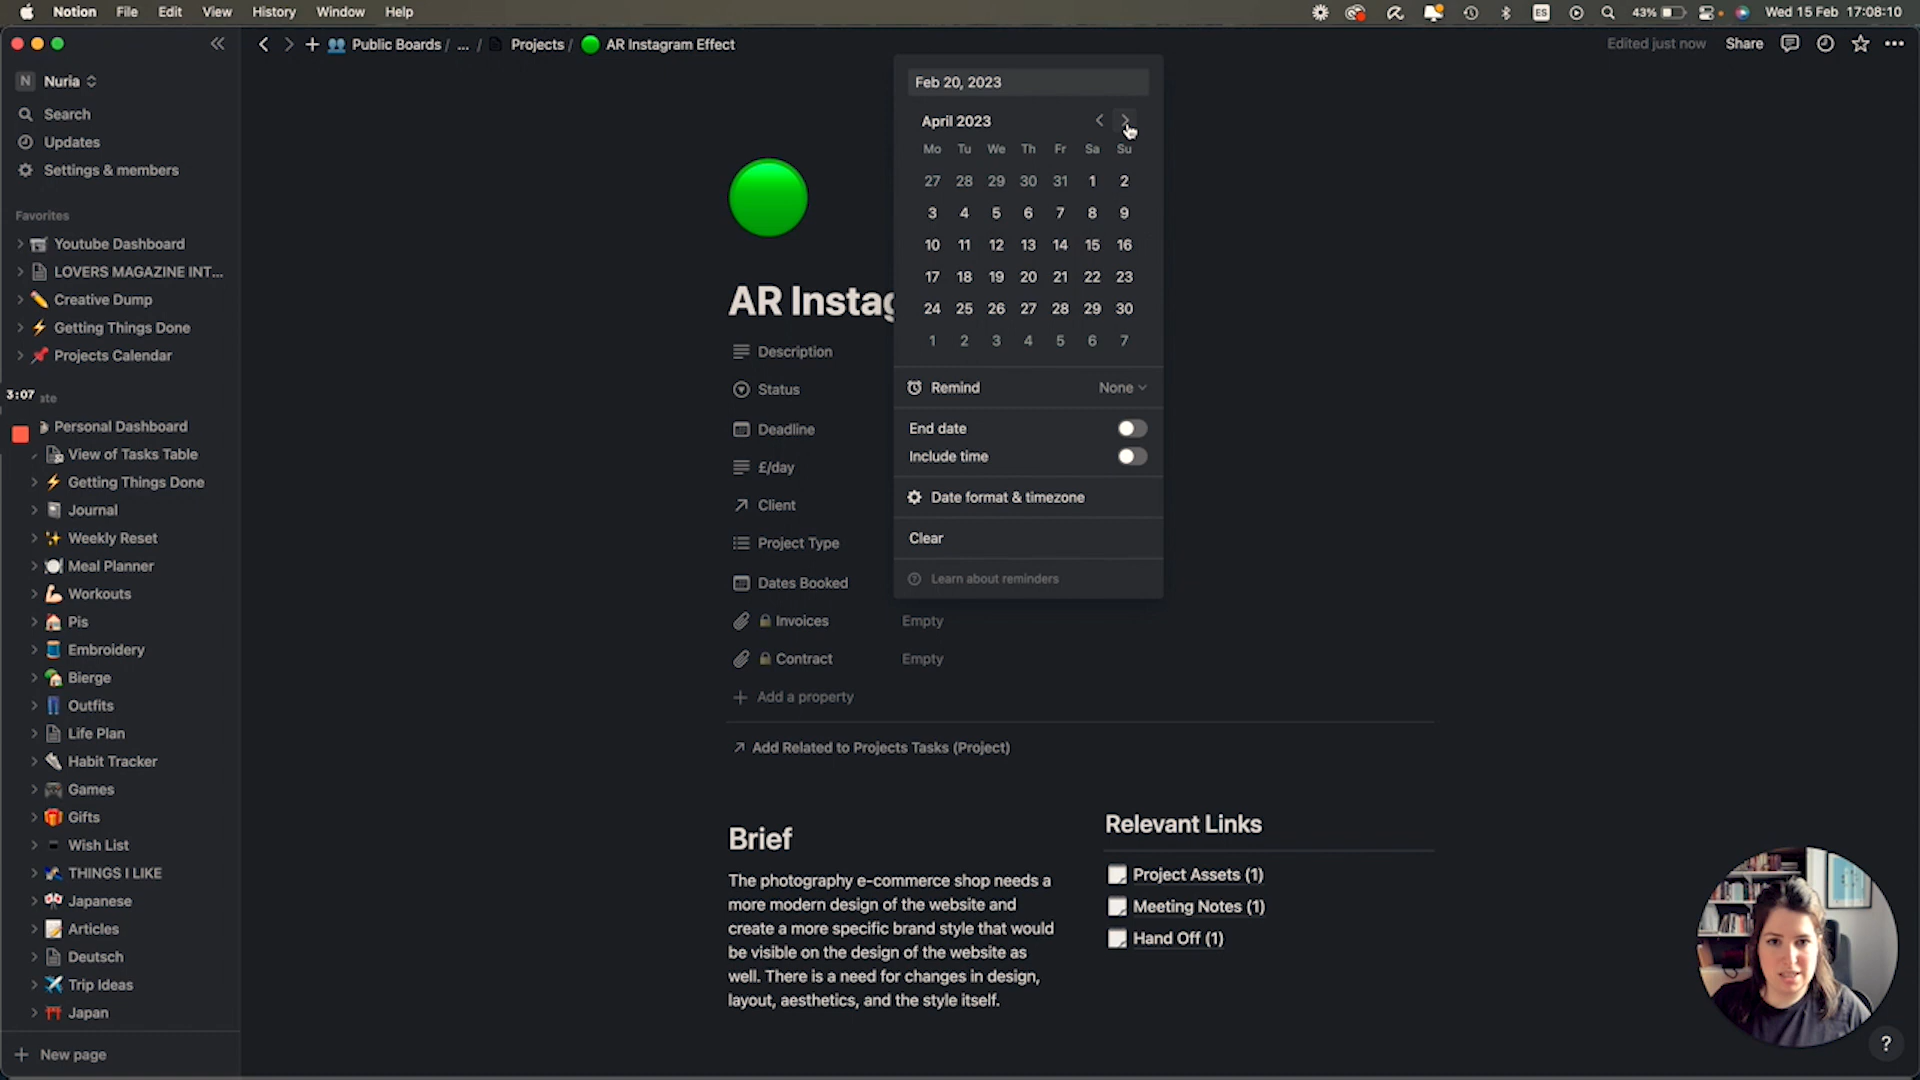 Notion File Edit View History Window Help
ES 43% Wed 15 Feb 17:08:10
Public Boards / ... / Projects / AR Instagram Effect
Edited just now Share
N Nuria
Search
Updates
Settings & members
Favorites
Youtube Dashboard
LOVERS MAGAZINE INT...
Creative Dump
Getting Things Done
Projects Calendar
3:07
Personal Dashboard
View of Tasks Table
Getting Things Done
Journal
Weekly Reset
Meal Planner
Workouts
Pis
Embroidery
Bierge
Outfits
Life Plan
Habit Tracker
Games
Gifts
Wish List
THINGS I LIKE
Japanese
Articles
Deutsch
Trip Ideas
Japan
New page
AR Instag
Description
Status
Deadline
£/day
Client
Project Type
Dates Booked
Invoices Empty
Contract Empty
Add a property
Add Related to Projects Tasks (Project)
Feb 20, 2023
April 2023
Mo Tu We Th Fr Sa Su
27 28 29 30 31 1 2
3 4 5 6 7 8 9
10 11 12 13 14 15 16
17 18 19 20 21 22 23
24 25 26 27 28 29 30
1 2 3 4 5 6 7
Remind None
End date
Include time
Date format & timezone
Clear
Learn about reminders
Brief
The photography e-commerce shop needs a
more modern design of the website and
create a more specific brand style that would
be visible on the design of the website as
well. There is a need for changes in design,
layout, aesthetics, and the style itself.
Relevant Links
Project Assets (1)
Meeting Notes (1)
Hand Off (1)
?